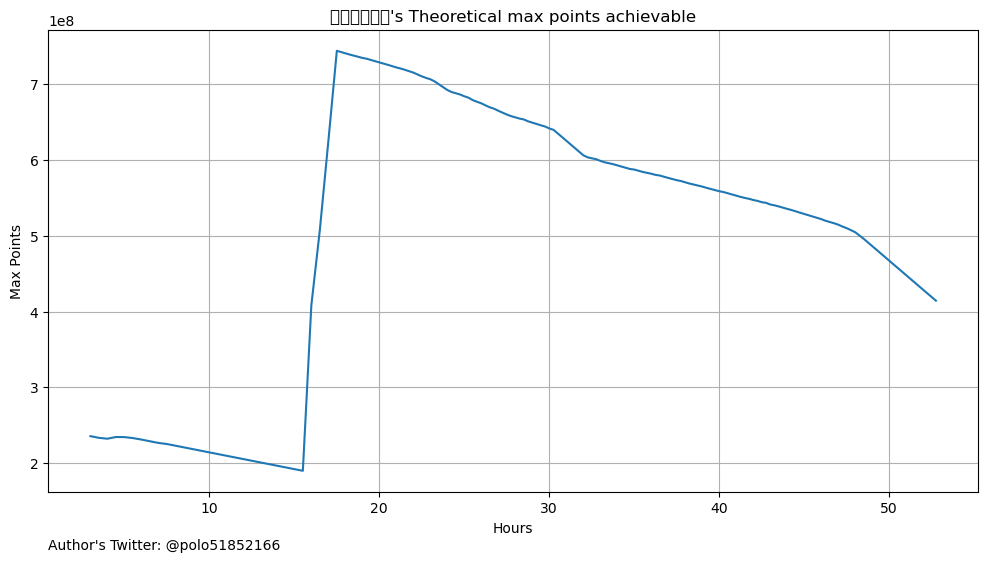 's Theoretical max points achievable
1e8
7
6
5
4
3
2
Max Points
10 20 30 40 50
Hours
Author's Twitter: @polo51852166